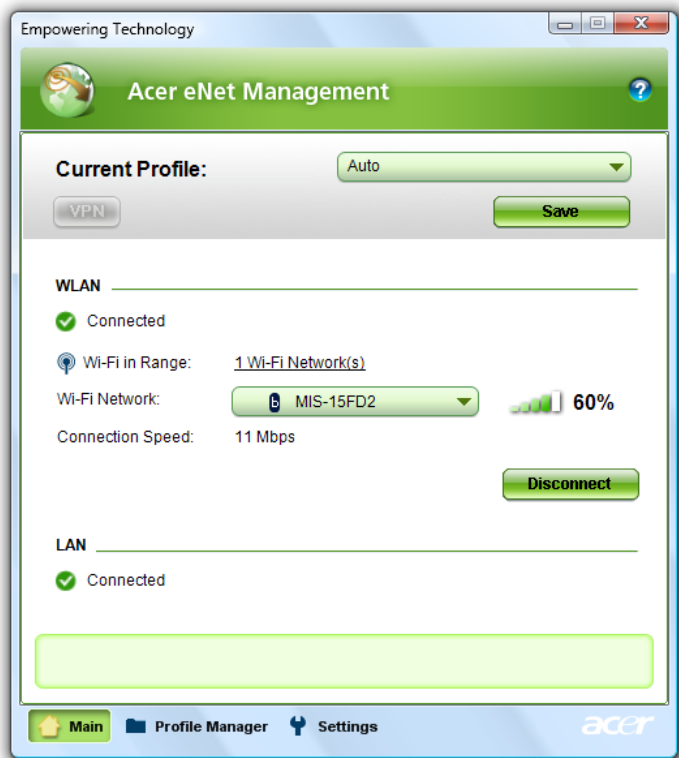 Empowering Technology
Acer eNet Management
?
Current Profile:
Auto
VPN
Save
WLAN
Connected
Wi-Fi in Range:
1 Wi-Fi Network(s)
Wi-Fi Network:
b MIS-15FD2
60%
Connection Speed:
11 Mbps
Disconnect
LAN
Connected
Main
Profile Manager
Settings
acer